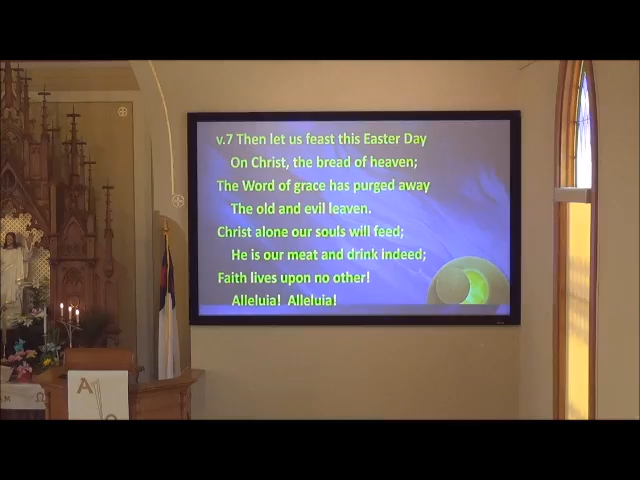 v.7 Then let us feast this Easter Day
On Christ, the bread of heaven;
The Word of grace has purged away
The old and evil leaven.
Christ alone our souls will feed;
He is our meat and drink indeed;
Faith lives upon no other!
Alleluia! Alleluia!
A
Ω
AM
Ω